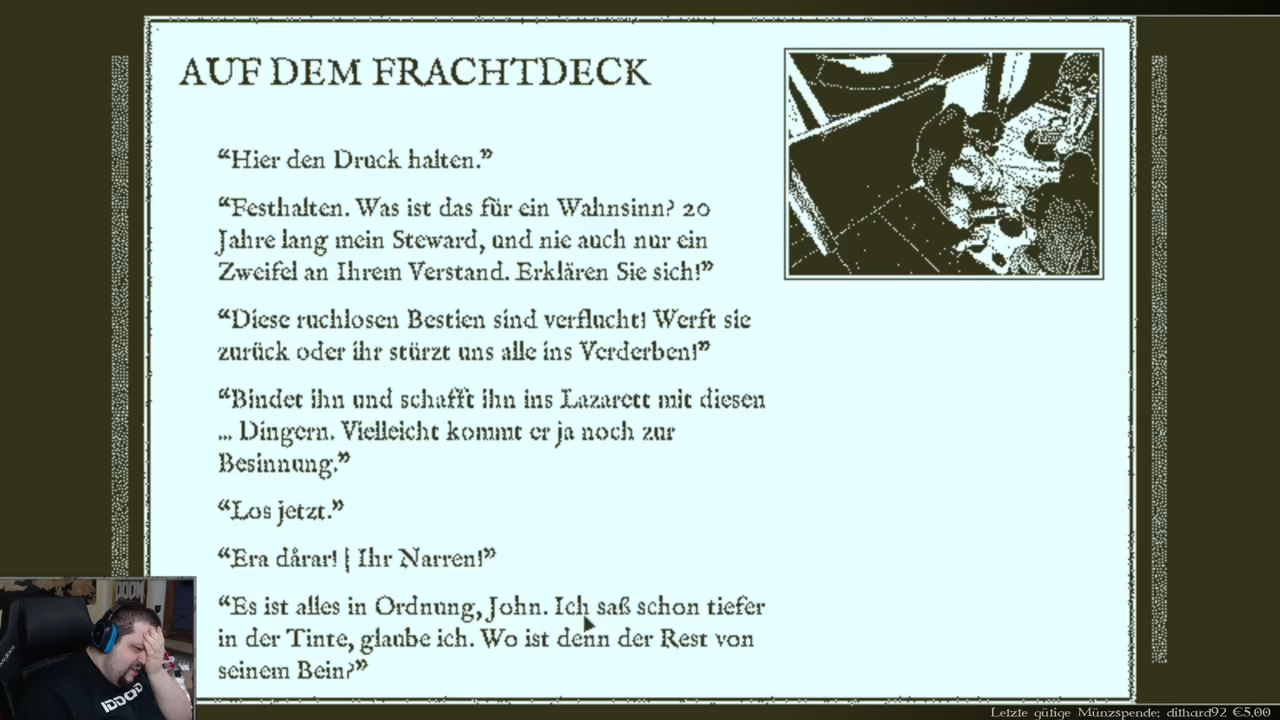 AUF DEM FRACHTDECK
“Hier den Druck halten.”
“Festhalten. Was ist das für ein Wahnsinn? 20
Jahre lang mein Steward, und nie auch nur ein
Zweifel an Ihrem Verstand. Erklären Sie sich!”
“Diese ruchlosen Bestien sind verflucht! Werft sie
zurück oder ihr stürzt uns alle ins Verderben!”
“Bindet ihn und schafft ihn ins Lazarett mit diesen
... Dingern. Vielleicht kommt er ja noch zur
Besinnung.”
“Los jetzt.”
“Era dårar! | Ihr Narren!”
“Es ist alles in Ordnung, John. Ich saß schon tiefer
in der Tinte, glaube ich. Wo ist denn der Rest von
seinem Bein?”
Letzte gütige Münzspende: dithard92 €5,00